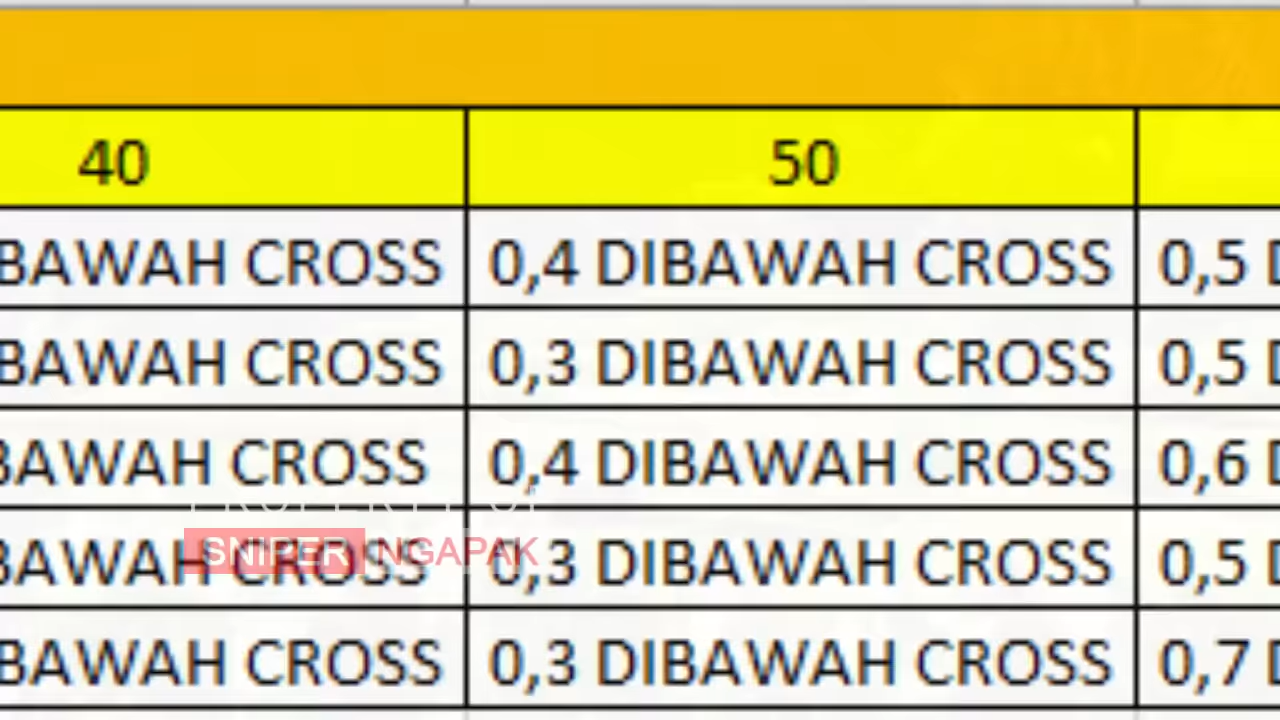 40 50
BAWAH CROSS 0,4 DIBAWAH CROSS 0,5 D
BAWAH CROSS 0,3 DIBAWAH CROSS 0,5 D
BAWAH CROSS 0,4 DIBAWAH CROSS 0,6 D
BAWAH CROSS 0,3 DIBAWAH CROSS 0,5 D
SNIPER NGAPAK
BAWAH CROSS 0,3 DIBAWAH CROSS 0,7 D